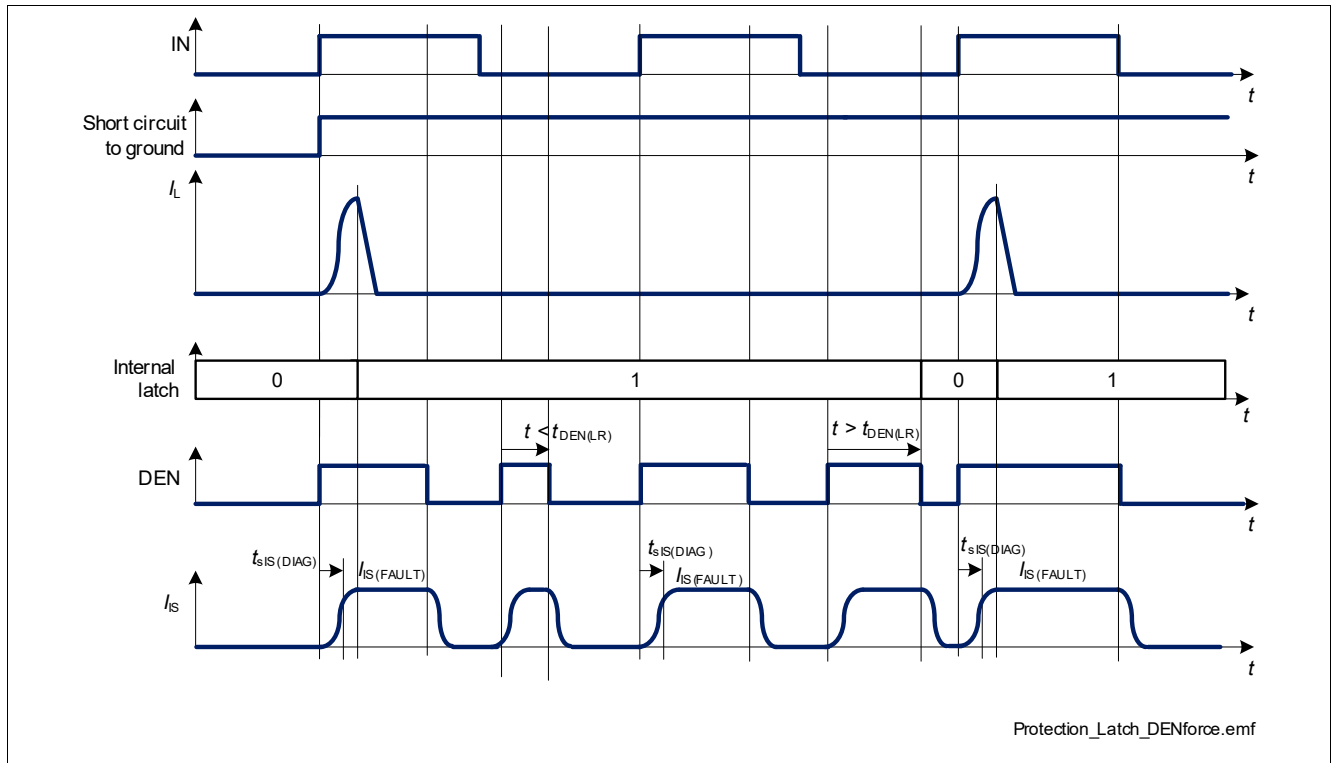 IN
t
Short circuit
to ground
t
IL
t
Internal
latch
0
1
0
1
t
t < tDEN(LR)
t > tDEN(LR)
DEN
t
tsIS(DIAG)
IIS(FAULT)
tsIS(DIAG)
IIS(FAULT)
tsIS(DIAG)
IIS(FAULT)
IIS
t
Protection_Latch_DENforce.emf